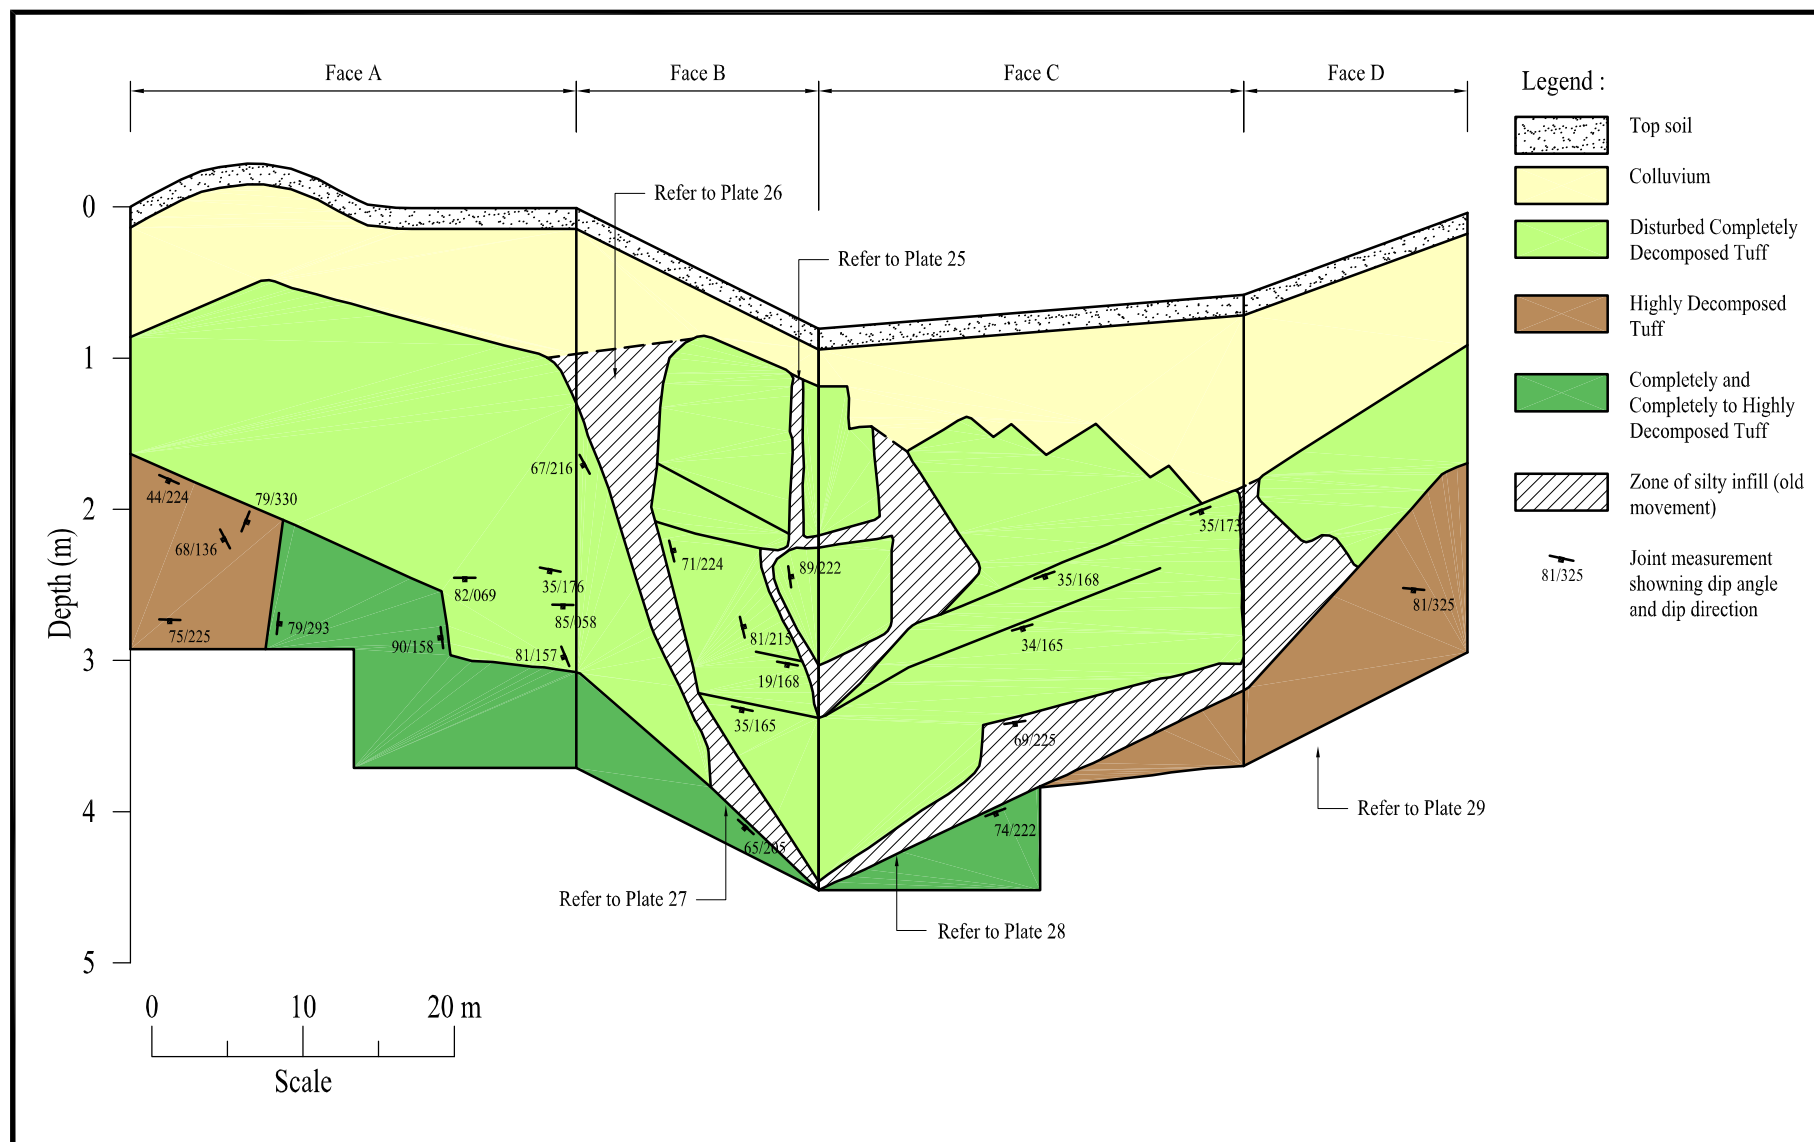 Face A
Face B
Face C
Face D
Legend :
Top soil
Colluvium
Disturbed Completely
Decomposed Tuff
Highly Decomposed
Tuff
Completely and
Completely to Highly
Decomposed Tuff
Zone of silty infill (old
movement)
Joint measurement
showning dip angle
and dip direction
81/325
Refer to Plate 26
Refer to Plate 25
0
1
2
3
4
5
Depth (m)
44/224
79/330
68/136
75/225
79/293
82/069
90/158
35/176
85/058
81/157
67/216
71/224
89/222
81/215
19/168
35/165
65/205
35/173
35/168
34/165
69/225
74/222
81/325
Refer to Plate 29
Refer to Plate 27
Refer to Plate 28
0 10 20 m
Scale